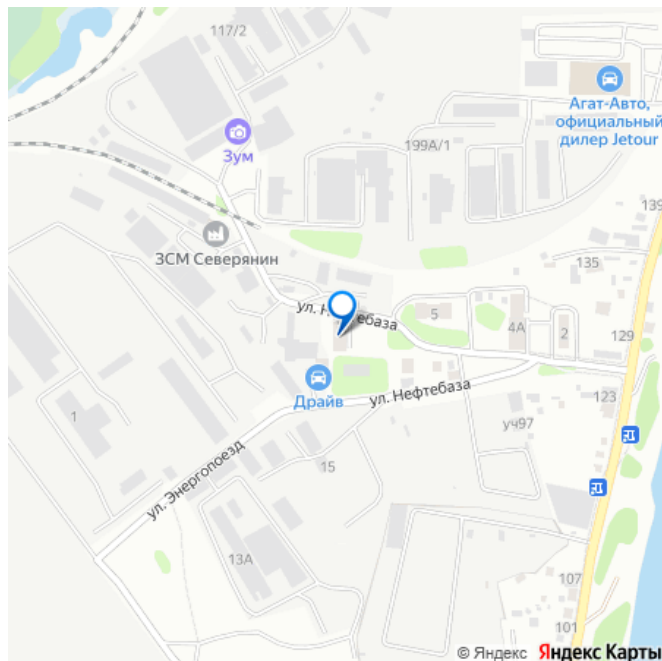 117/2
Агат-Авто,
официальный
дилер Jetour
Зум
199А/1
139
ЗСМ Северянин
135
ул. Нефтебаза
5
4А
2
129
Драйв
ул. Нефтебаза
123
1
уч97
15
ул. Энергопоезд
13А
107
101
© Яндекс Яндекс Карты